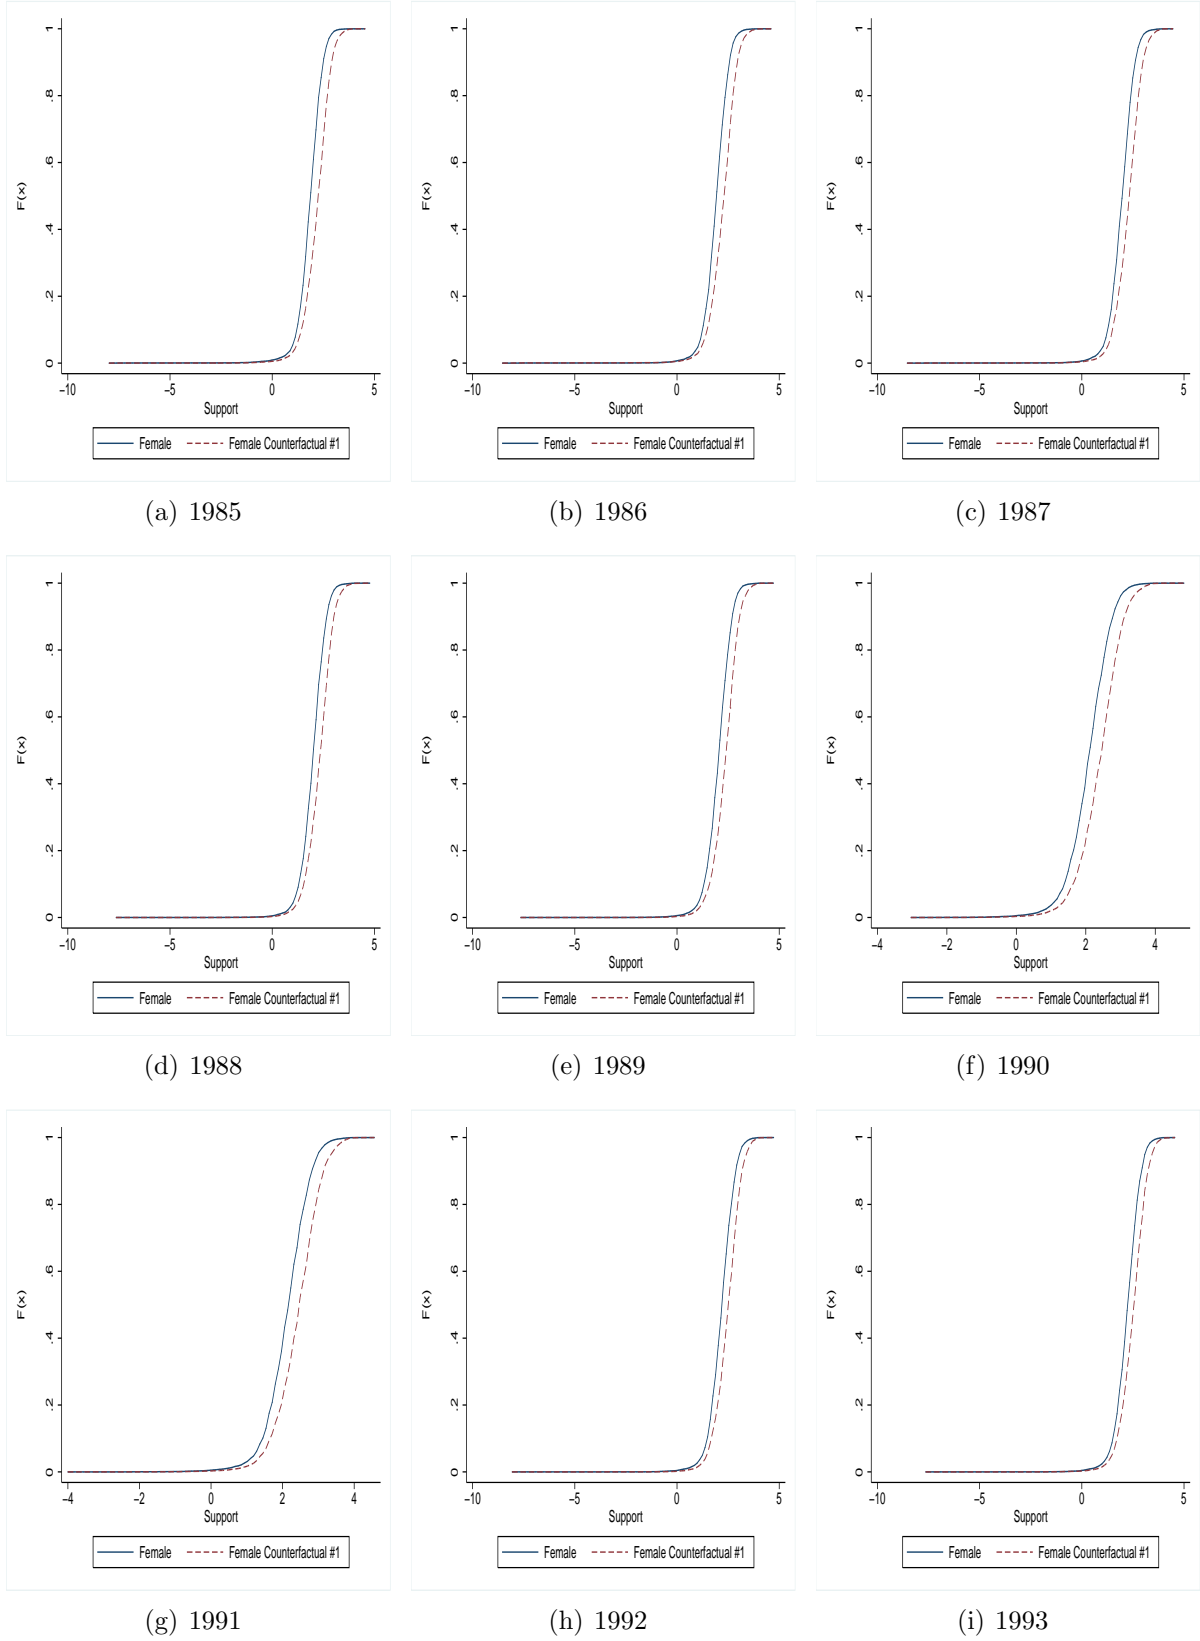 F(x)
0 .2 .4 .6 .8 1
−10 −5 0 5
Support
Female Female Counterfactual #1
(a) 1985
F(x)
0 .2 .4 .6 .8 1
−10 −5 0 5
Support
Female Female Counterfactual #1
(b) 1986
F(x)
0 .2 .4 .6 .8 1
−10 −5 0 5
Support
Female Female Counterfactual #1
(c) 1987
F(x)
0 .2 .4 .6 .8 1
−10 −5 0 5
Support
Female Female Counterfactual #1
(d) 1988
F(x)
0 .2 .4 .6 .8 1
−10 −5 0 5
Support
Female Female Counterfactual #1
(e) 1989
F(x)
0 .2 .4 .6 .8 1
−4 −2 0 2 4
Support
Female Female Counterfactual #1
(f) 1990
F(x)
0 .2 .4 .6 .8 1
−4 −2 0 2 4
Support
Female Female Counterfactual #1
(g) 1991
F(x)
0 .2 .4 .6 .8 1
−10 −5 0 5
Support
Female Female Counterfactual #1
(h) 1992
F(x)
0 .2 .4 .6 .8 1
−10 −5 0 5
Support
Female Female Counterfactual #1
(i) 1993